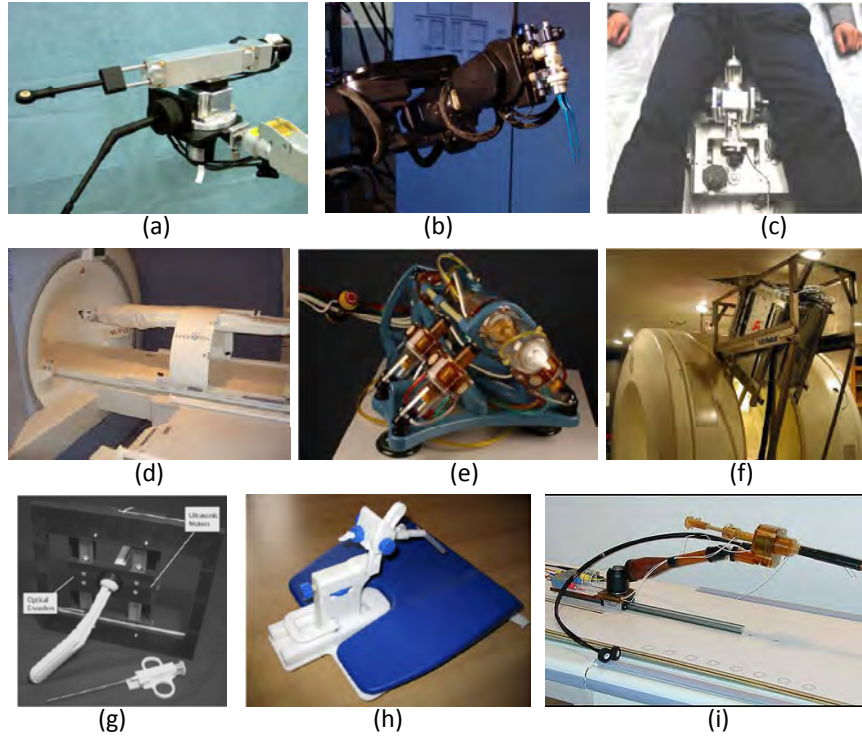 (a)
(b)
(c)
(d)
(e)
(f)
Ultrasonic
Motors
Optical
Encoders
(g)
(h)
(i)